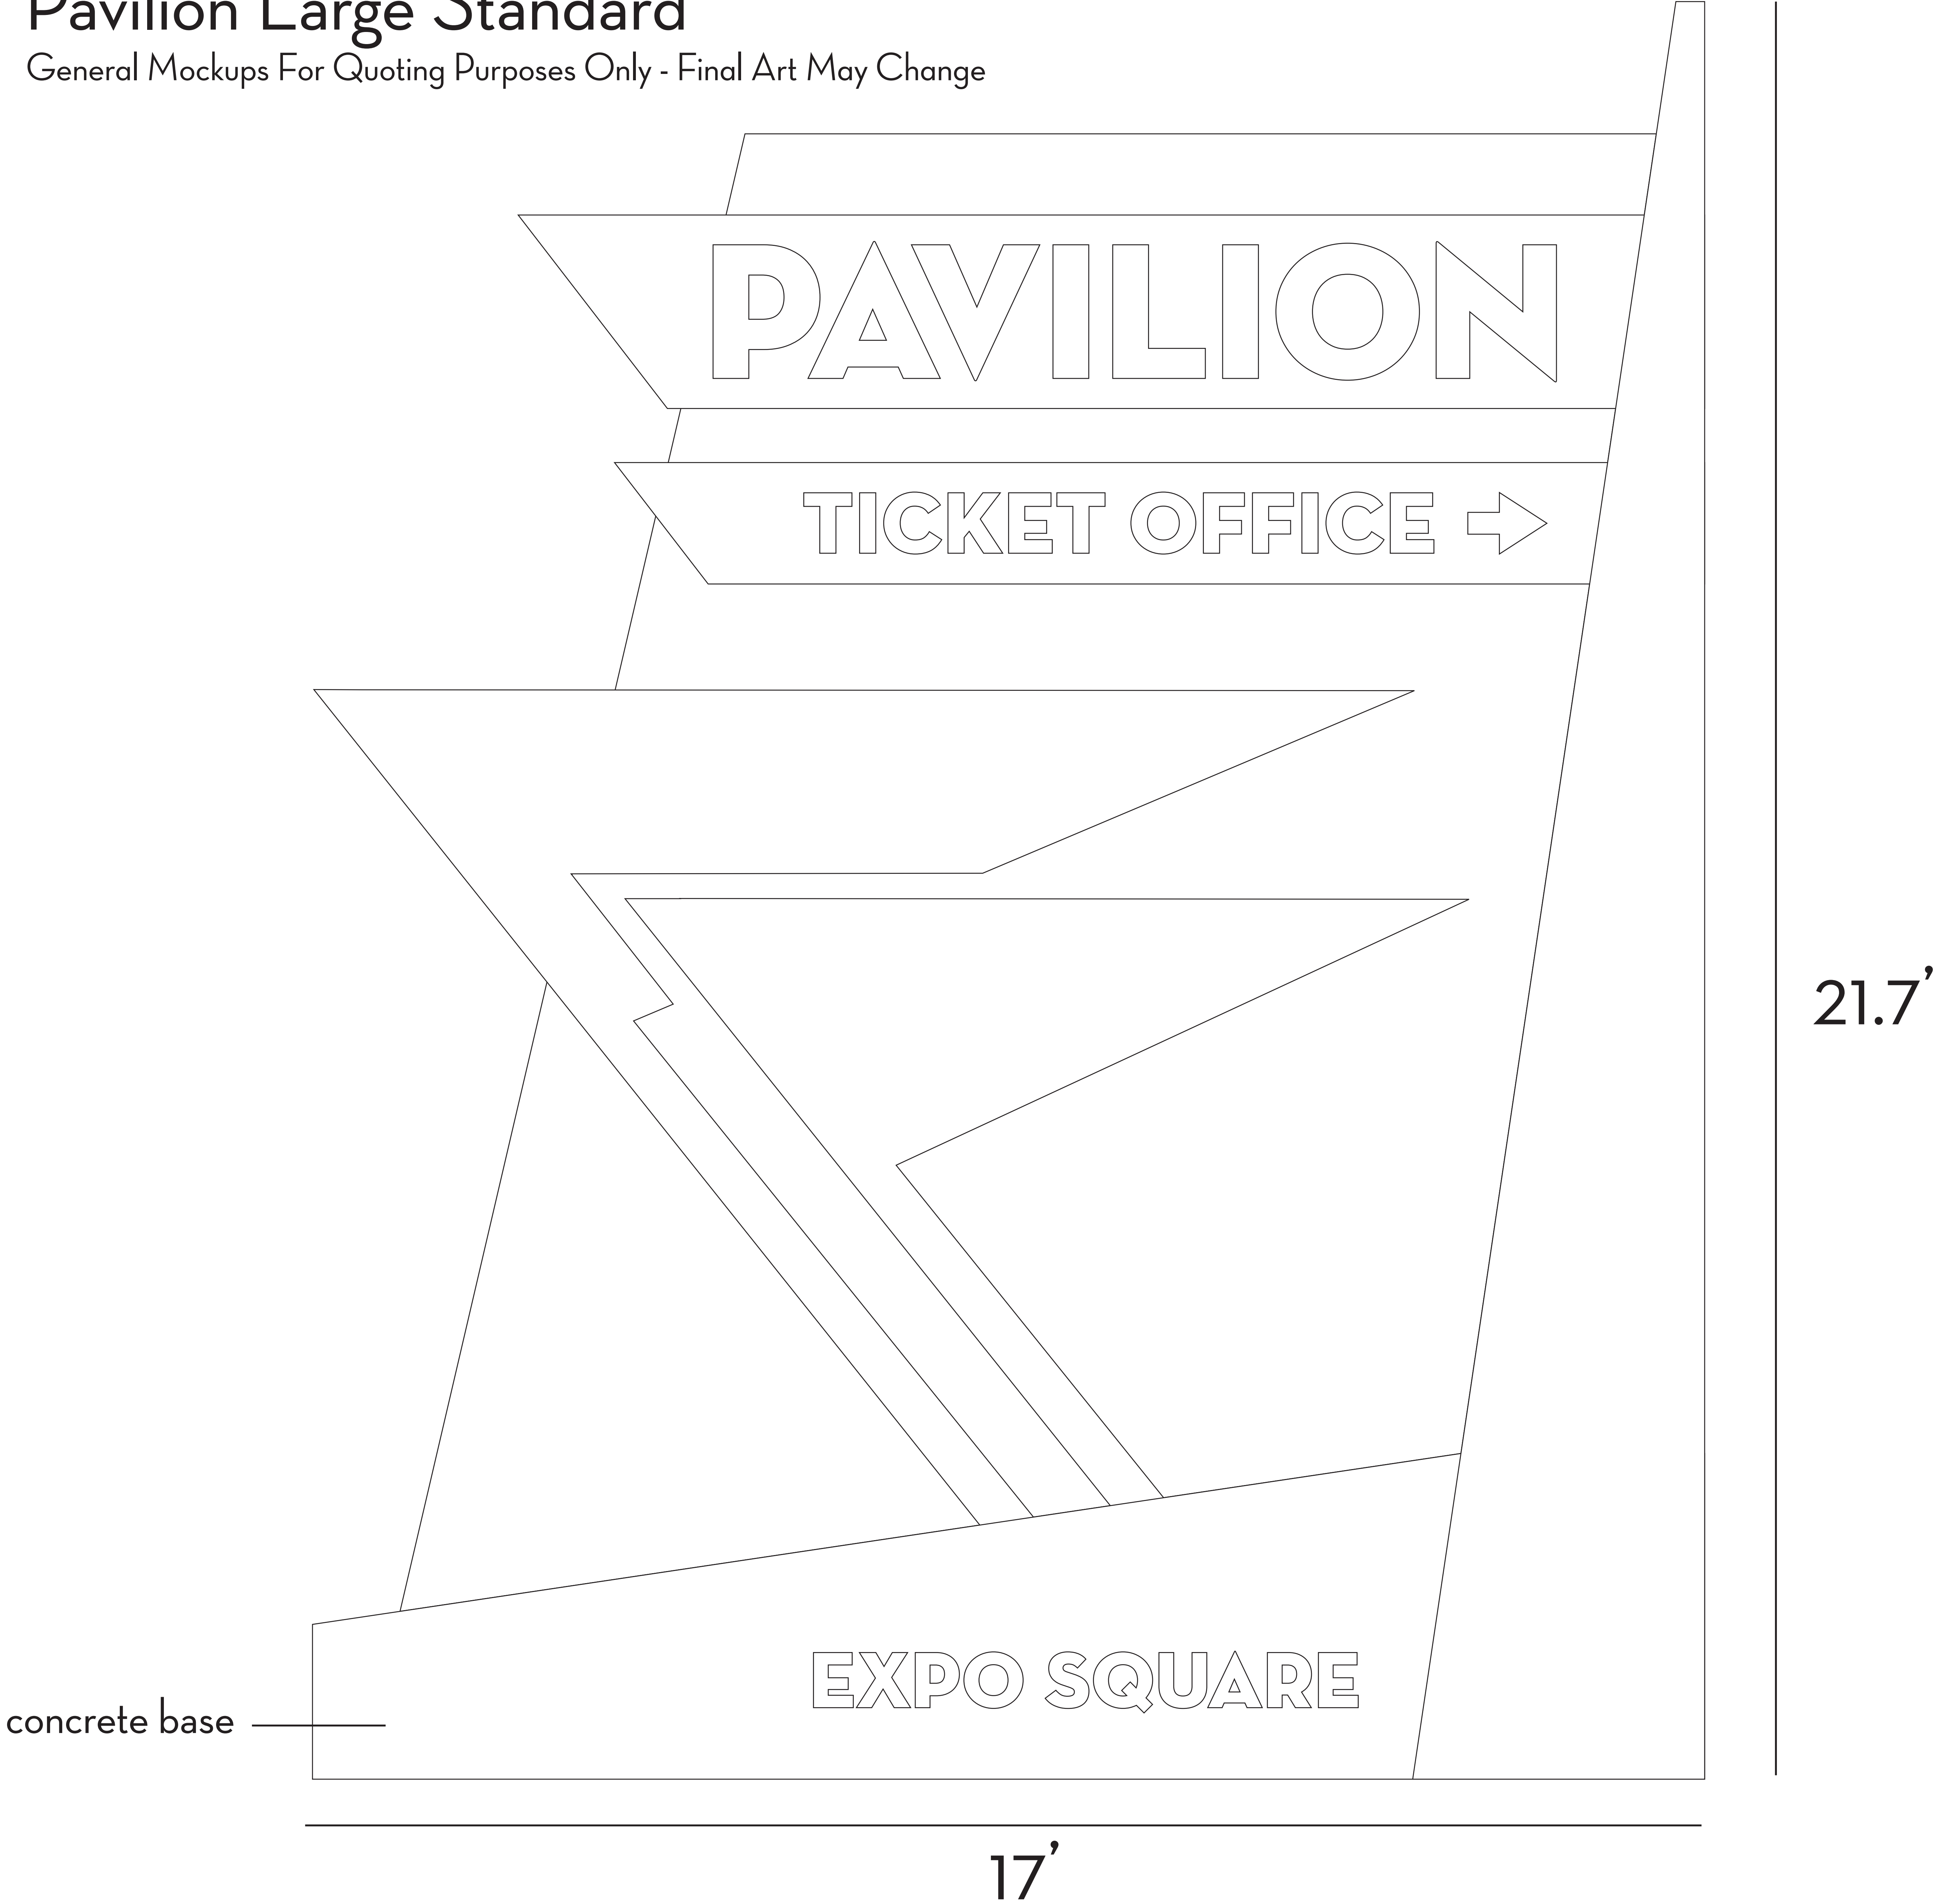 Pavilion Large Standard
General Mockups For Quoting Purposes Only - Final Art May Change
PAVILION
TICKET OFFICE
21.7’
EXPO SQUARE
concrete base
17’